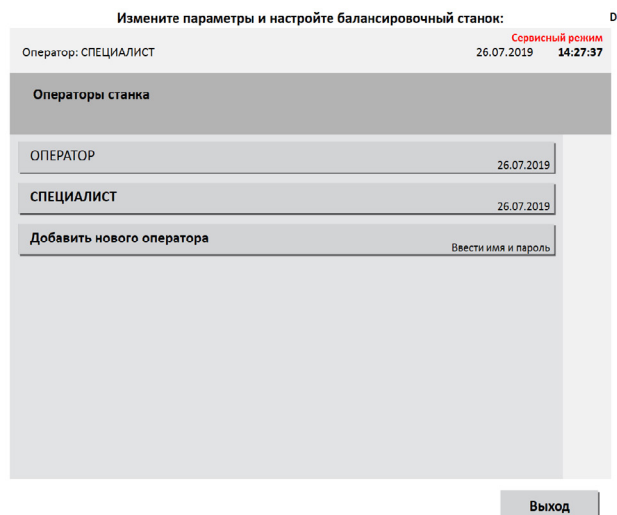 Измените параметры и настройте балансировочный станок:
D
Сервисный режим
Оператор: СПЕЦИАЛИСТ 26.07.2019 14:27:37
Операторы станка
ОПЕРАТОР
26.07.2019
СПЕЦИАЛИСТ
26.07.2019
Добавить нового оператора
Ввести имя и пароль
Выход